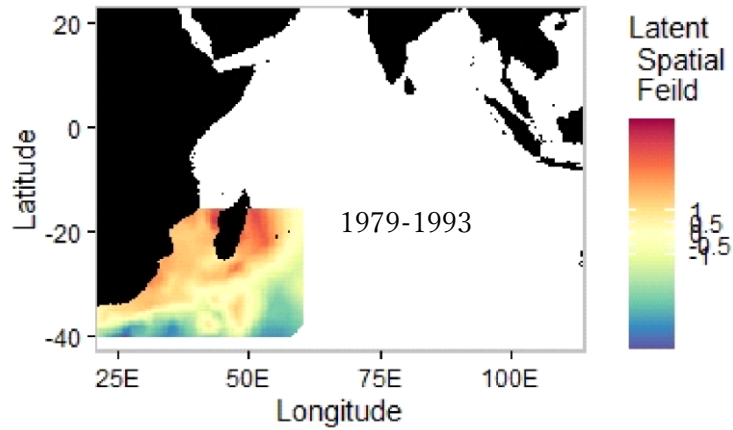 Latent
Spatial
Feild
20
0
-20
-40
Latitude
1979-1993
1
0.5
-0.5
-1
25E
50E
75E
100E
Longitude